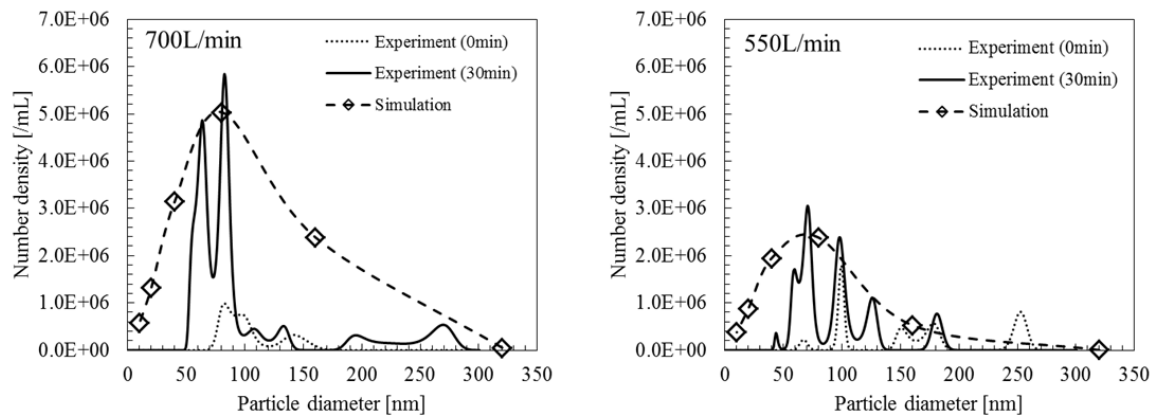 700L/min
Experiment (0min)
Experiment (30min)
Simulation
7.0E+06
6.0E+06
5.0E+06
4.0E+06
3.0E+06
2.0E+06
1.0E+06
0.0E+00
Number density [/mL]
0 50 100 150 200 250 300 350
Particle diameter [nm]
550L/min
Experiment (0min)
Experiment (30min)
Simulation
7.0E+06
6.0E+06
5.0E+06
4.0E+06
3.0E+06
2.0E+06
1.0E+06
0.0E+00
Number density [/mL]
0 50 100 150 200 250 300 350
Particle diameter [nm]